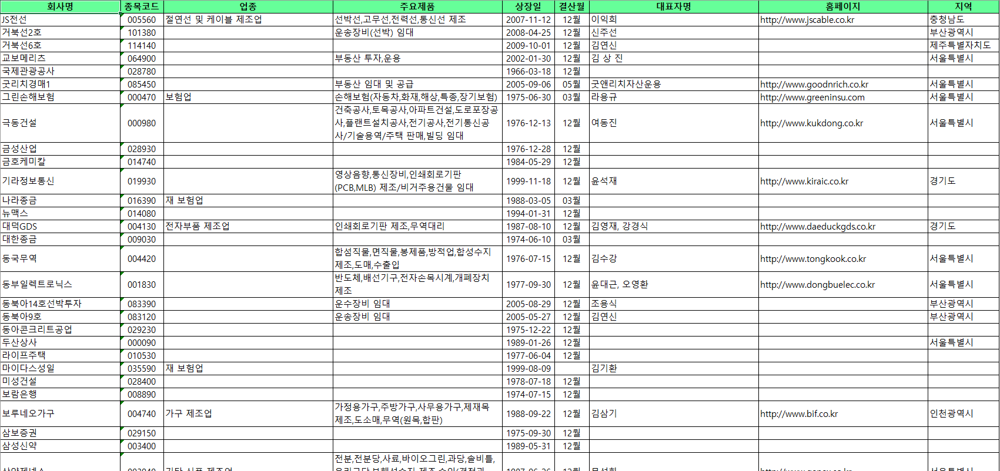 회사명 종목코드 업종 주요제품 상장일 결산월 대표자명 홈페이지 지역
JS전선 005560 절연선 및 케이블 제조업 선박선,고무선,전력선,통신선 제조 2007-11-12 12월 이익희 http://www.jscable.co.kr 충청남도
거북선2호 101380 운송장비(선박) 임대 2008-04-25 12월 신주선 부산광역시
거북선6호 114140 2009-10-01 12월 김연신 제주특별자치도
교보메리츠 064900 부동산 투자,운용 2002-01-30 12월 김 상 진 서울특별시
국제관광공사 028780 1966-03-18 12월
굿리치경매1 085450 부동산 임대 및 공급 2005-09-06 05월 굿앤리치자산운용 http://www.goodnrich.co.kr 서울특별시
그린손해보험 000470 보험업 손해보험(자동차,화재,해상,특종,장기보험) 1975-06-30 03월 라용규 http://www.greeninsu.com 서울특별시
극동건설 000980 건축공사,토목공사,아파트건설,도로포장공
사,플랜트설치공사,전기공사,전기통신공
사/기술용역/주택 판매,빌딩 임대 1976-12-13 12월 여동진 http://www.kukdong.co.kr 서울특별시
금성산업 028930 1976-12-28 12월
금호케미칼 014740 1984-05-29 12월
기라정보통신 019930 영상음향,통신장비,인쇄회로기판
(PCB,MLB) 제조/비거주용건물 임대 1999-11-18 12월 윤석재 http://www.kiraic.co.kr 경기도
나라종금 016390 재 보험업 1988-03-05 03월
뉴맥스 014080 1994-01-31 12월
대덕GDS 004130 전자부품 제조업 인쇄회로기판 제조,무역대리 1987-08-10 12월 김영재, 강경식 http://www.daeduckgds.co.kr 경기도
대한종금 009030 1974-06-10 03월
동국무역 004420 합섬직물,면직물,봉제품,방적업,합성수지
제조,도매,수출입 1976-07-15 12월 김수강 http://www.tongkook.co.kr 서울특별시
동부일렉트로닉스 001830 반도체,배선기구,전자손목시계,개폐장치
제조 1977-09-30 12월 윤대근, 오영환 http://www.dongbuelec.co.kr 서울특별시
동북아14호선박투자 083390 운수장비 임대 2005-08-29 12월 조용식 부산광역시
동북아9호 083120 운송장비 임대 2005-05-27 12월 김연신 부산광역시
동아콘크리트공업 029230 1975-12-22 12월
두산상사 000090 1989-01-26 12월 서울특별시
라이프주택 010530 1977-06-04 12월
마이다스성일 035590 재 보험업 1999-08-09 김기환
미성건설 028400 1978-07-18 12월
보람은행 008890 1974-07-15 12월
보루네오가구 004740 가구 제조업 가정용가구,주방가구,사무용가구,제재목
제조,도소매,무역(원목,합판) 1988-09-22 12월 김삼기 http://www.bif.co.kr 인천광역시
삼보증권 029150 1975-09-30 12월
삼성신약 003400 1989-05-31 12월
전분,전분당,사료,바이오그린,과당,솔비톨,